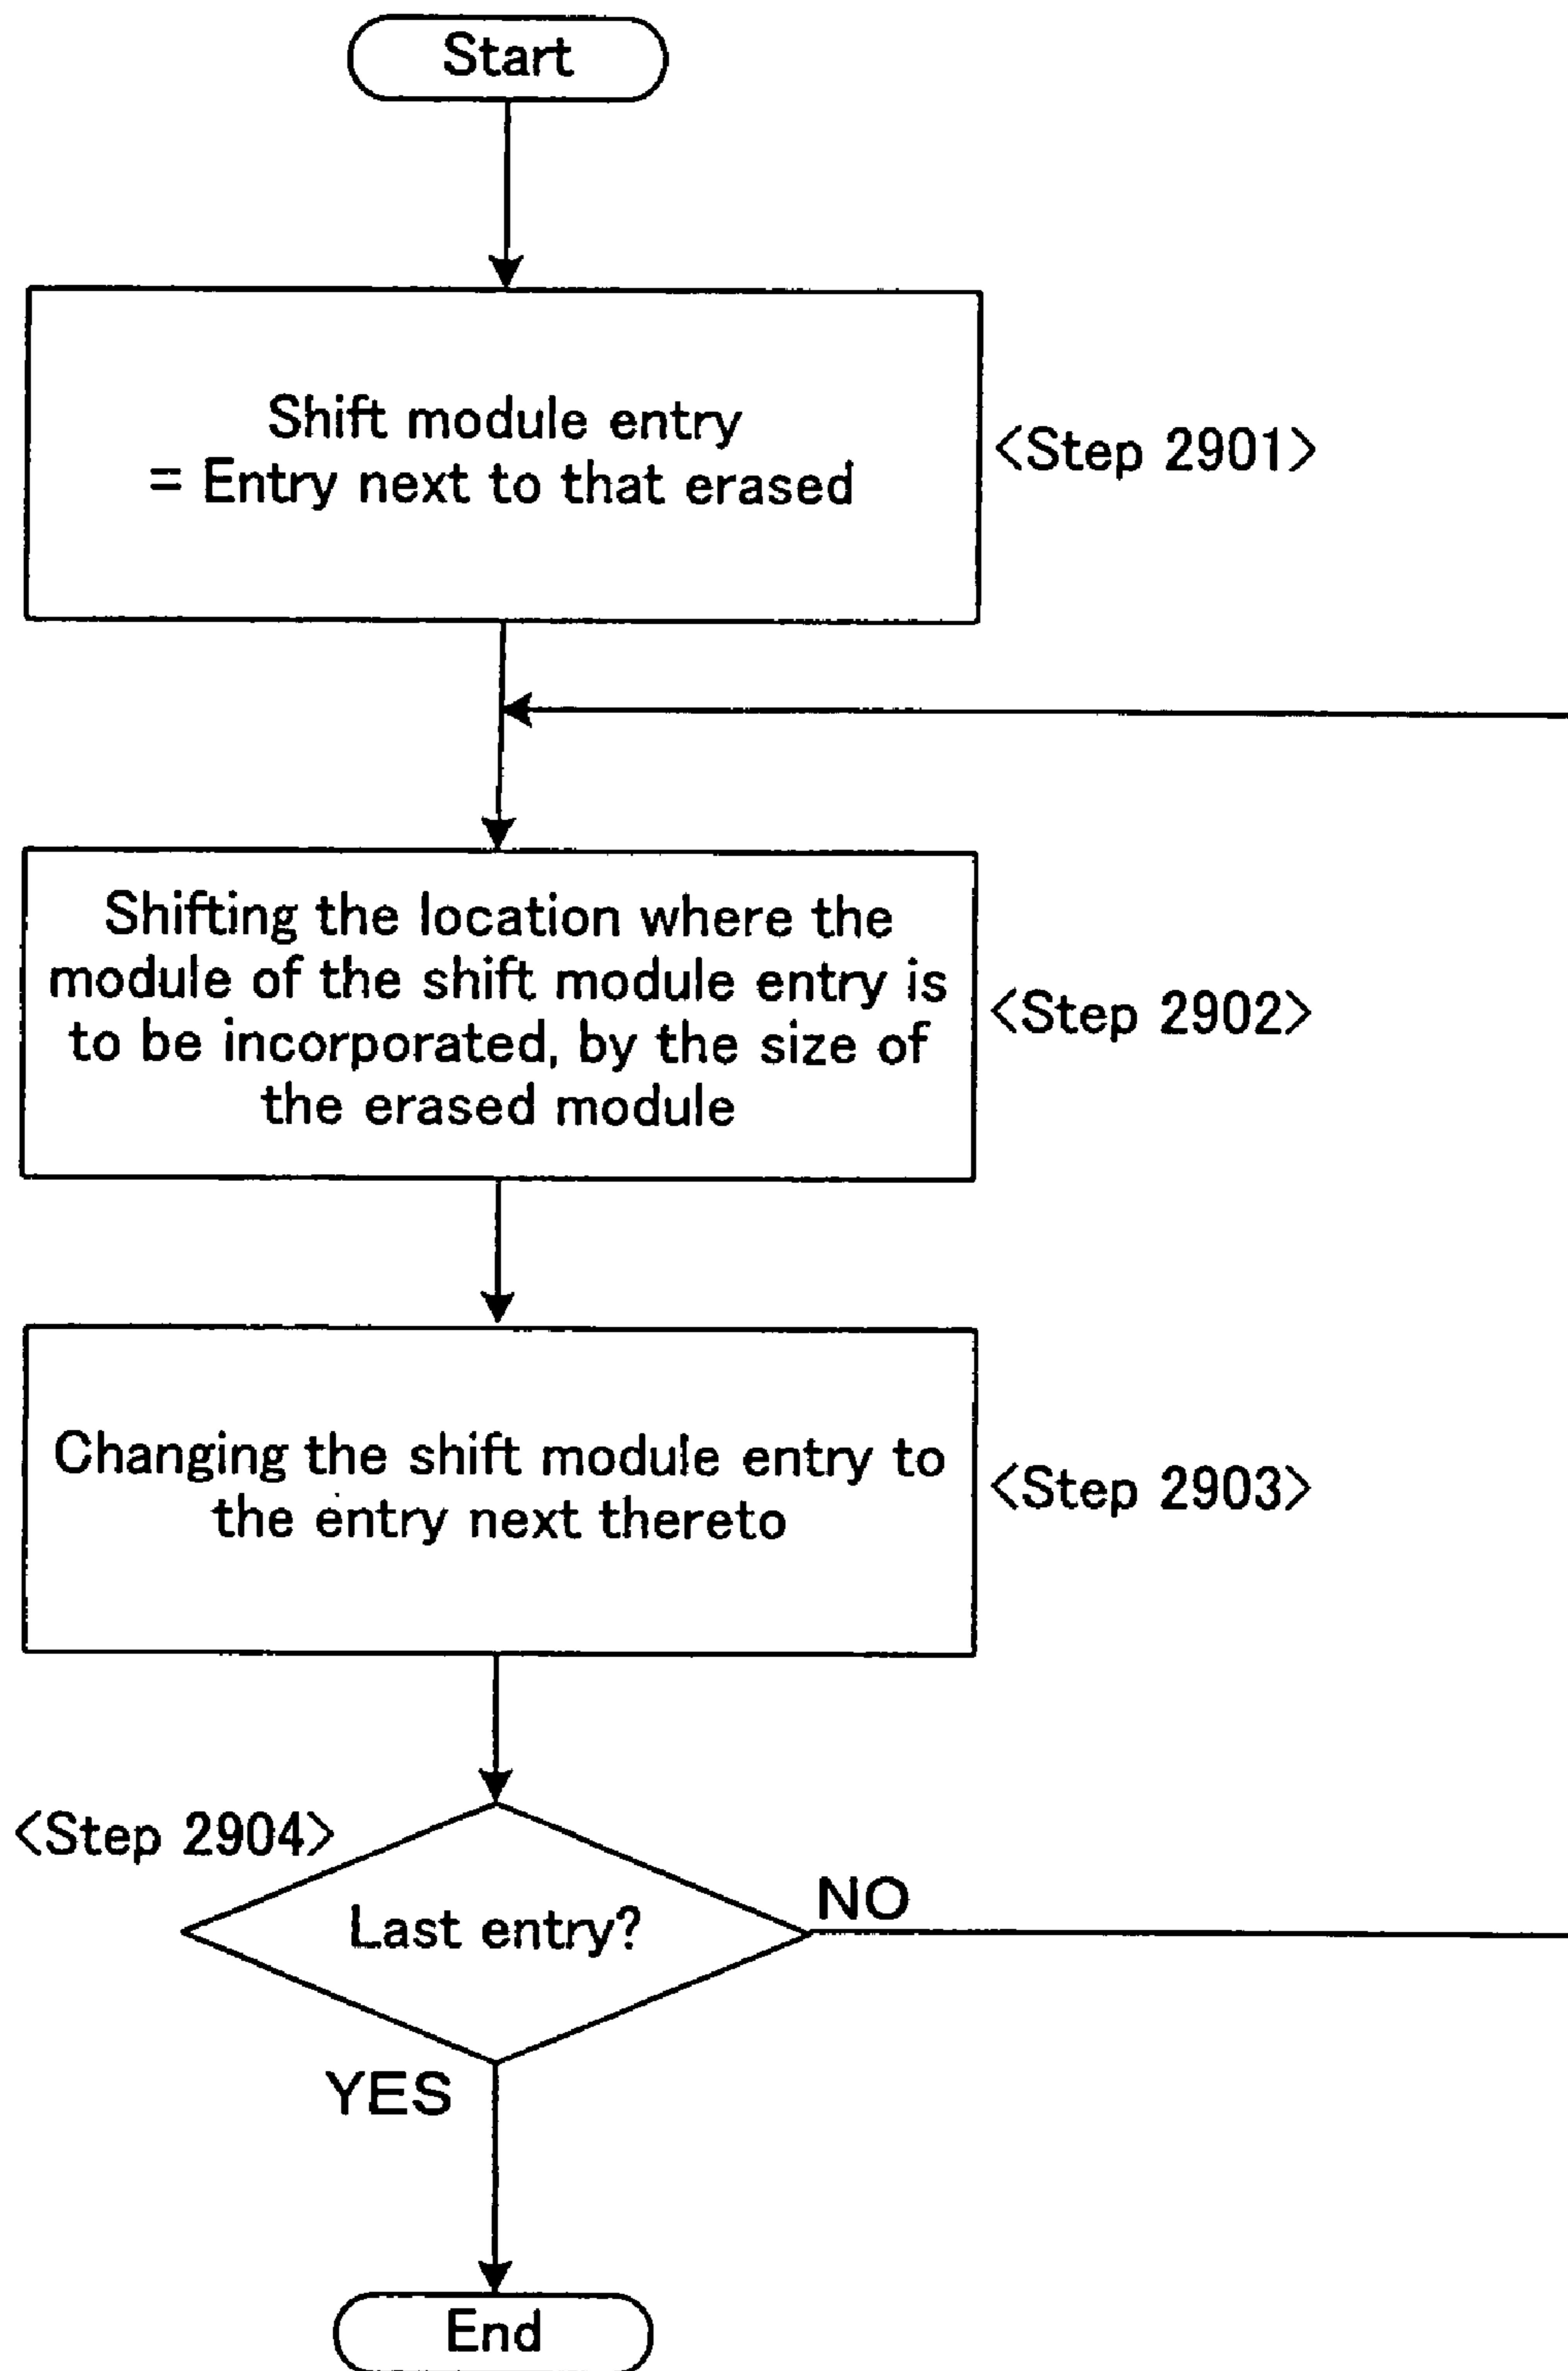 Start
Shift module entry
= Entry next to that erased
<Step 2901>
Shifting the location where the
module of the shift module entry is
to be incorporated, by the size of
the erased module
<Step 2902>
Changing the shift module entry to
the entry next thereto
<Step 2903>
<Step 2904>
Last entry?
NO
YES
End